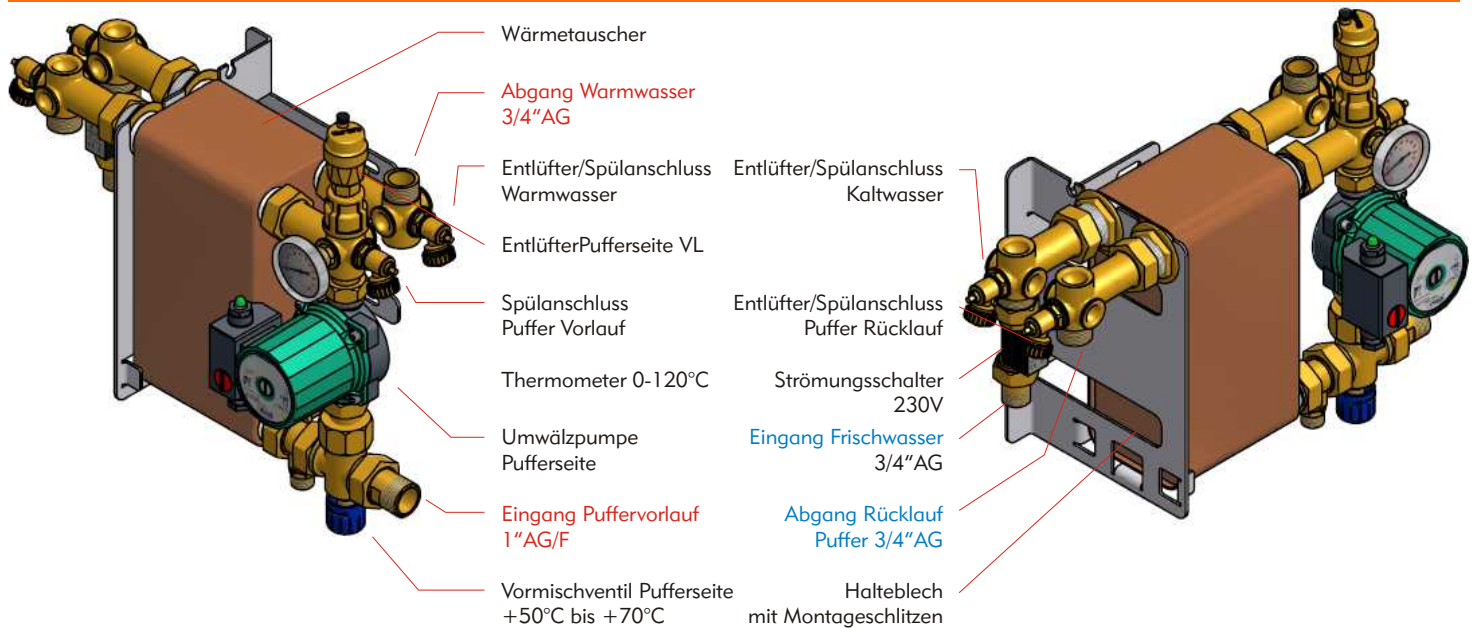 Wärmetauscher
Abgang Warmwasser
3/4“AG
Entlüfter/Spülanschluss
Warmwasser
EntlüfterPufferseite VL
Spülanschluss
Puffer Vorlauf
Thermometer 0-120°C
Umwälzpumpe
Pufferseite
Eingang Puffervorlauf
1“AG/F
Vormischventil Pufferseite
+50°C bis +70°C
Entlüfter/Spülanschluss
Kaltwasser
Entlüfter/Spülanschluss
Puffer Rücklauf
Strömungsschalter
230V
Eingang Frischwasser
3/4“AG
Abgang Rücklauf
Puffer 3/4“AG
Halteblech
mit Montageschlitzen